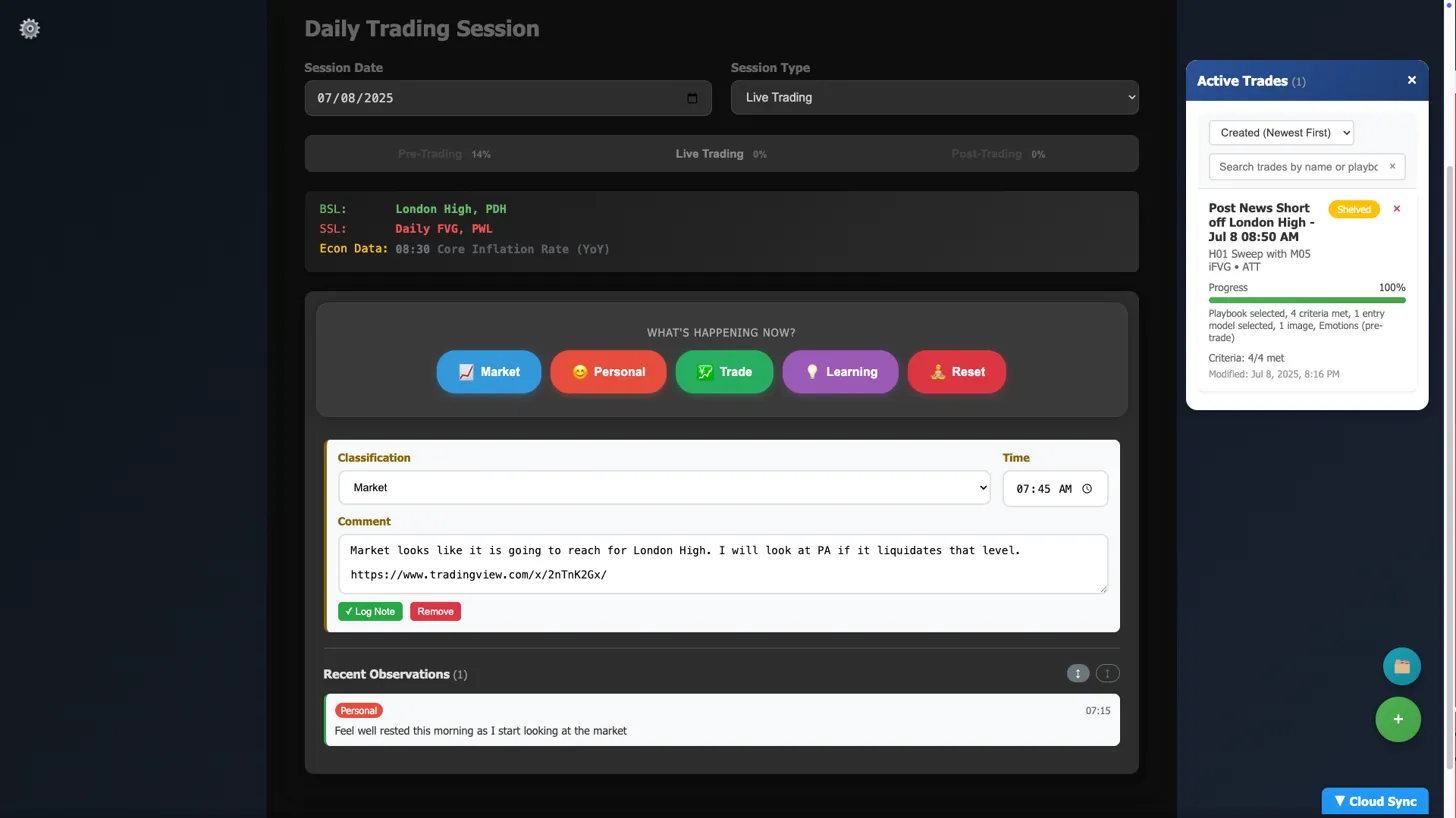 Daily Trading Session
Session Date
Session Type
07/08/2025
Live Trading
Pre-Trading 14%
Live Trading 0%
Post-Trading 0%
BSL: London High, PDH
SSL: Daily FVG, PWL
Econ Data: 08:30 Core Inflation Rate (YoY)
WHAT'S HAPPENING NOW?
Market
Personal
Trade
Learning
Reset
Classification
Time
Market
07:45 AM
Comment
Market looks like it is going to reach for London High. I will look at PA if it liquidates that level.
https://www.tradingview.com/x/2nTnK2Gx/
✓ Log Note
Remove
Recent Observations (1)
Personal
07:15
Feel well rested this morning as I start looking at the market
Active Trades (1)
×
Created (Newest First)
Search trades by name or playbo
×
Post News Short
off London High -
Jul 8 08:50 AM
Shelved
×
H01 Sweep with M05
iFVG • ATT
Progress
100%
Playbook selected, 4 criteria met, 1 entry
model selected, 1 image, Emotions (pre-
trade)
Criteria: 4/4 met
Modified: Jul 8, 2025, 8:16 PM
+
▼ Cloud Sync